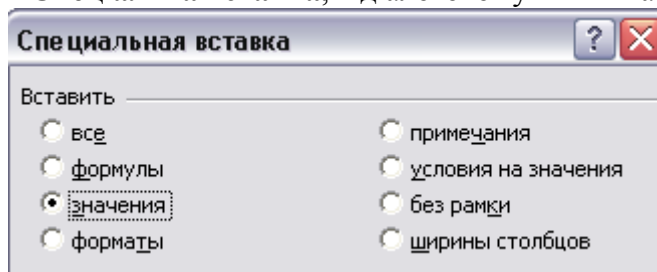 Специальная вставка
Вставить
все
примечания
формулы
условия на значения
значения
без рамки
форматы
ширины столбцов